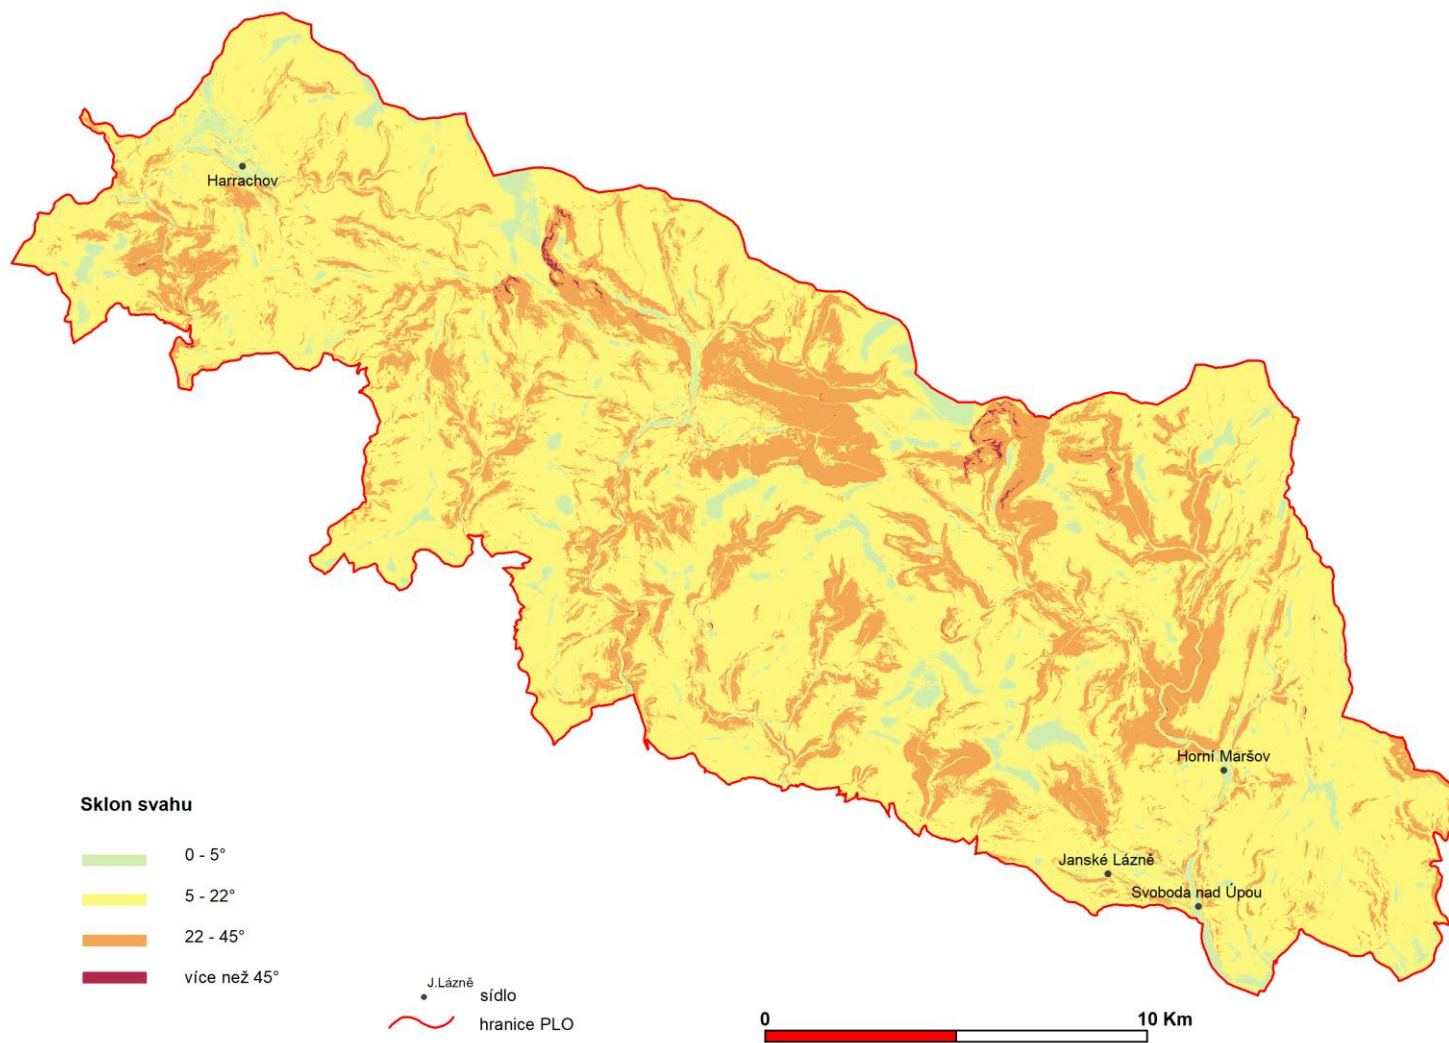 Harrachov
Horní Maršov
Janské Lázně
Svoboda nad Úpou
Sklon svahu
0 - 5°
5 - 22°
22 - 45°
více než 45°
J.Lázně
sídlo
hranice PLO
0
10 Km